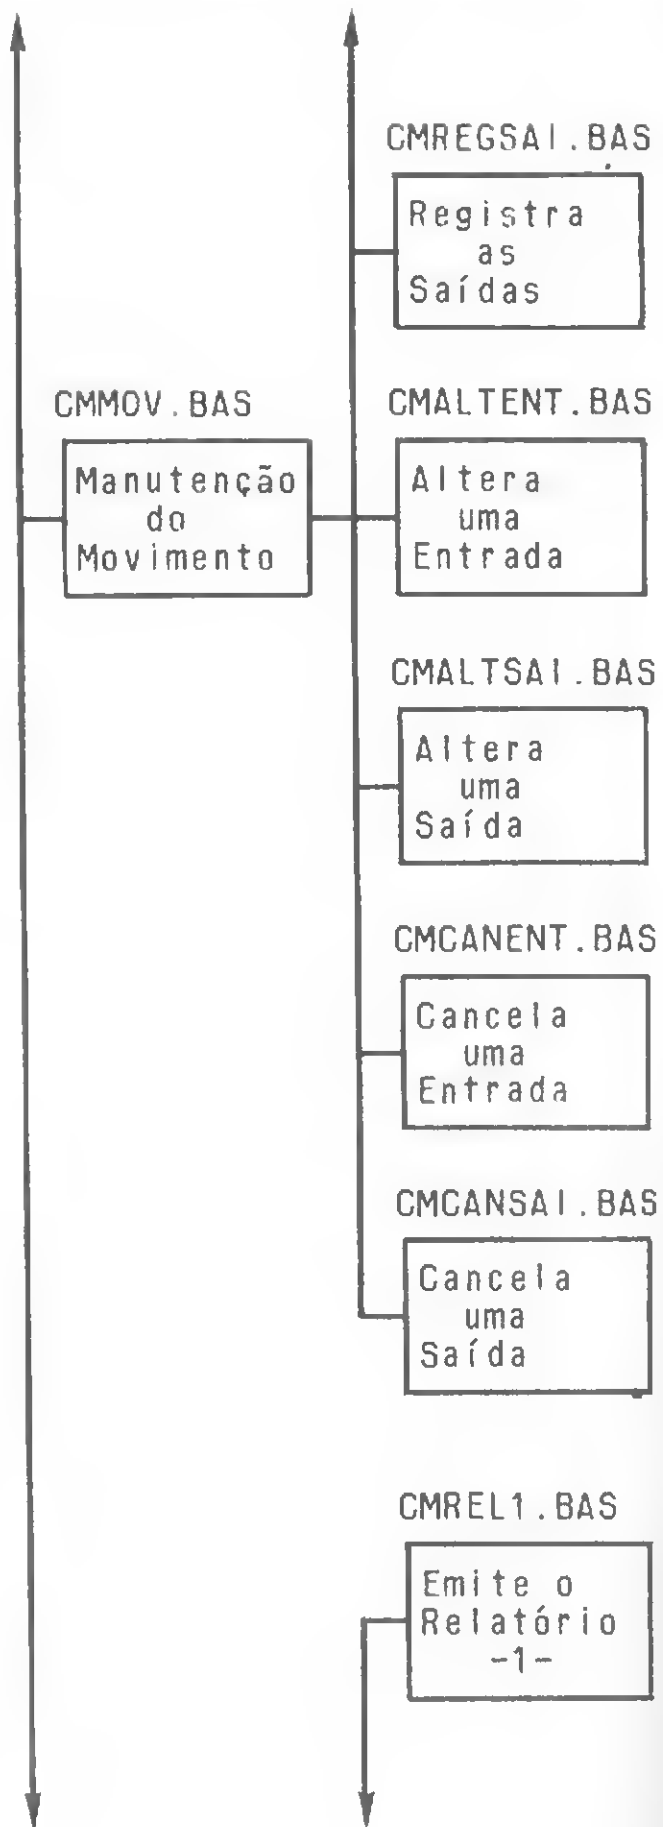 CMREGSAI.BAS
Registra
as
Saídas
CMMOV.BAS
Manutenção
do
Movimento
CMALTENT.BAS
Altera
uma
Entrada
CMALTSAI.BAS
Altera
uma
Saída
CMCANENT.BAS
Cancela
uma
Entrada
CMCANSAI.BAS
Cancela
uma
Saída
CMREL1.BAS
Emite o
Relatório
-1-